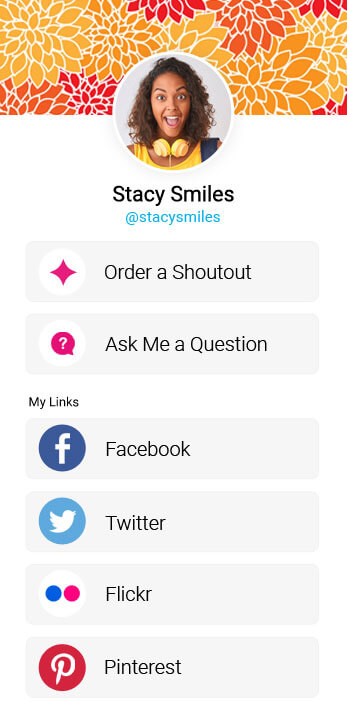 Stacy Smiles
@stacysmiles
Order a Shoutout
?
Ask Me a Question
My Links
f
Facebook
Twitter
Flickr
Pinterest